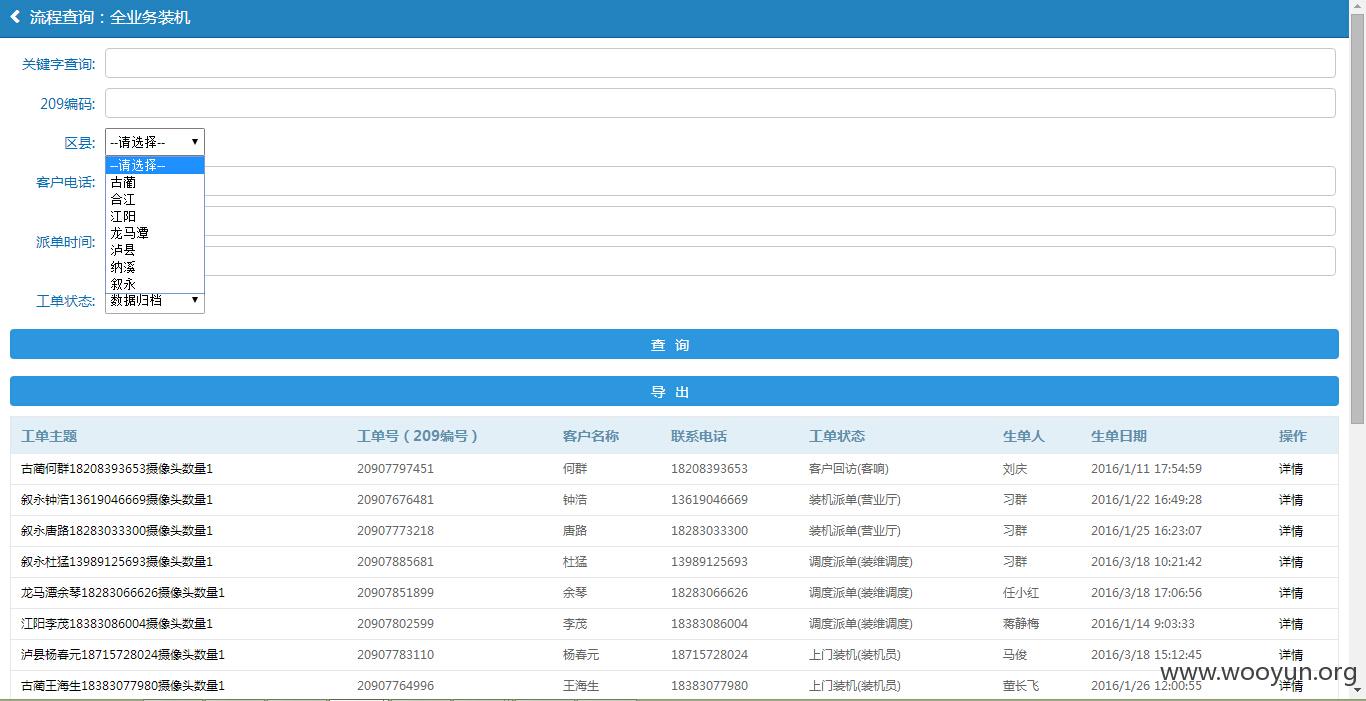 流程查询：全业务装机
关键字查询:
209编码:
区县: --请选择--
--请选择--
古蔺
合江
江阳
龙马潭
泸县
纳溪
叙永
客户电话:
派单时间:
工单状态: 数据归档
查 询
导 出
工单主题 工单号（209编号） 客户名称 联系电话 工单状态 生单人 生单日期 操作
古蔺何群18208393653摄像头数量1 20907797451 何群 18208393653 客户回访(客响) 刘庆 2016/1/11 17:54:59 详情
叙永钟浩13619046669摄像头数量1 20907676481 钟浩 13619046669 装机派单(营业厅) 习群 2016/1/22 16:49:28 详情
叙永唐路18283033300摄像头数量1 20907773218 唐路 18283033300 装机派单(营业厅) 习群 2016/1/25 16:23:07 详情
叙永杜猛13989125693摄像头数量1 20907885681 杜猛 13989125693 调度派单(装维调度) 习群 2016/3/18 10:21:42 详情
龙马潭余琴18283066626摄像头数量1 20907851899 余琴 18283066626 调度派单(装维调度) 任小红 2016/3/18 17:06:56 详情
江阳李茂18383086004摄像头数量1 20907802599 李茂 18383086004 调度派单(装维调度) 蒋静梅 2016/1/14 9:03:33 详情
泸县杨春元18715728024摄像头数量1 20907783110 杨春元 18715728024 上门装机(装机员) 马俊 2016/3/18 15:12:45 详情
古蔺王海生18383077980摄像头数量1 20907764996 王海生 18383077980 上门装机(装机员) 董长飞 2016/1/26 12:00:55 详情
www.wooyun.org